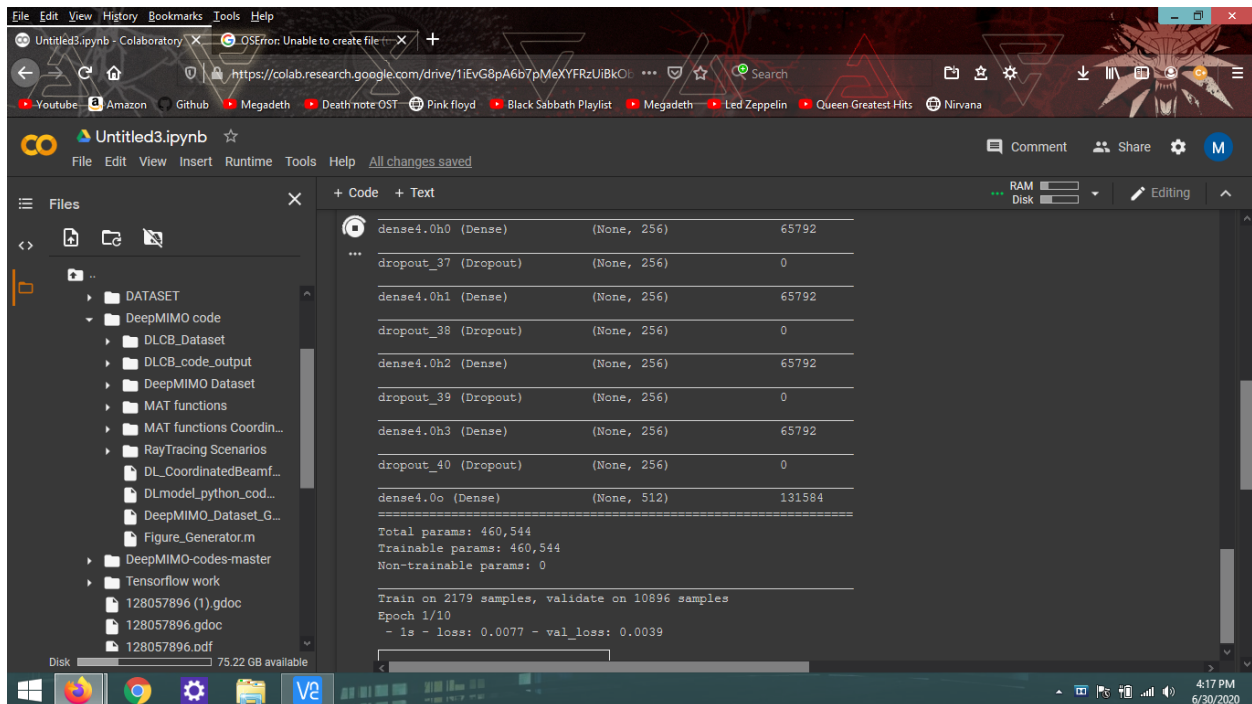 File Edit View History Bookmarks Tools Help
Untitled3.ipynb - Colaboratory
OSError: Unable to create file
https://colab.research.google.com/drive/1iEvG8pA6b7pMeXYFRzUiBkO
Search
Youtube Amazon Github Megadeth Death note OST Pink floyd Black Sabbath Playlist Megadeth Led Zeppelin Queen Greatest Hits Nirvana
Untitled3.ipynb
Comment Share M
File Edit View Insert Runtime Tools Help All changes saved
Files
+ Code + Text
RAM
Disk
Editing
..
DATASET
DeepMIMO code
DLCB_Dataset
DLCB_code_output
DeepMIMO Dataset
MAT functions
MAT functions Coordin...
RayTracing Scenarios
DL_CoordinatedBeamf...
DLmodel_python_cod...
DeepMIMO_Dataset_G...
Figure_Generator.m
DeepMIMO-codes-master
Tensorflow work
128057896 (1).gdoc
128057896.gdoc
128057896.pdf
Disk 75.22 GB available
dense4.0h0 (Dense) (None, 256) 65792
dropout_37 (Dropout) (None, 256) 0
dense4.0h1 (Dense) (None, 256) 65792
dropout_38 (Dropout) (None, 256) 0
dense4.0h2 (Dense) (None, 256) 65792
dropout_39 (Dropout) (None, 256) 0
dense4.0h3 (Dense) (None, 256) 65792
dropout_40 (Dropout) (None, 256) 0
dense4.0o (Dense) (None, 512) 131584
Total params: 460,544
Trainable params: 460,544
Non-trainable params: 0
Train on 2179 samples, validate on 10896 samples
Epoch 1/10
- 1s - loss: 0.0077 - val_loss: 0.0039
4:17 PM
6/30/2020